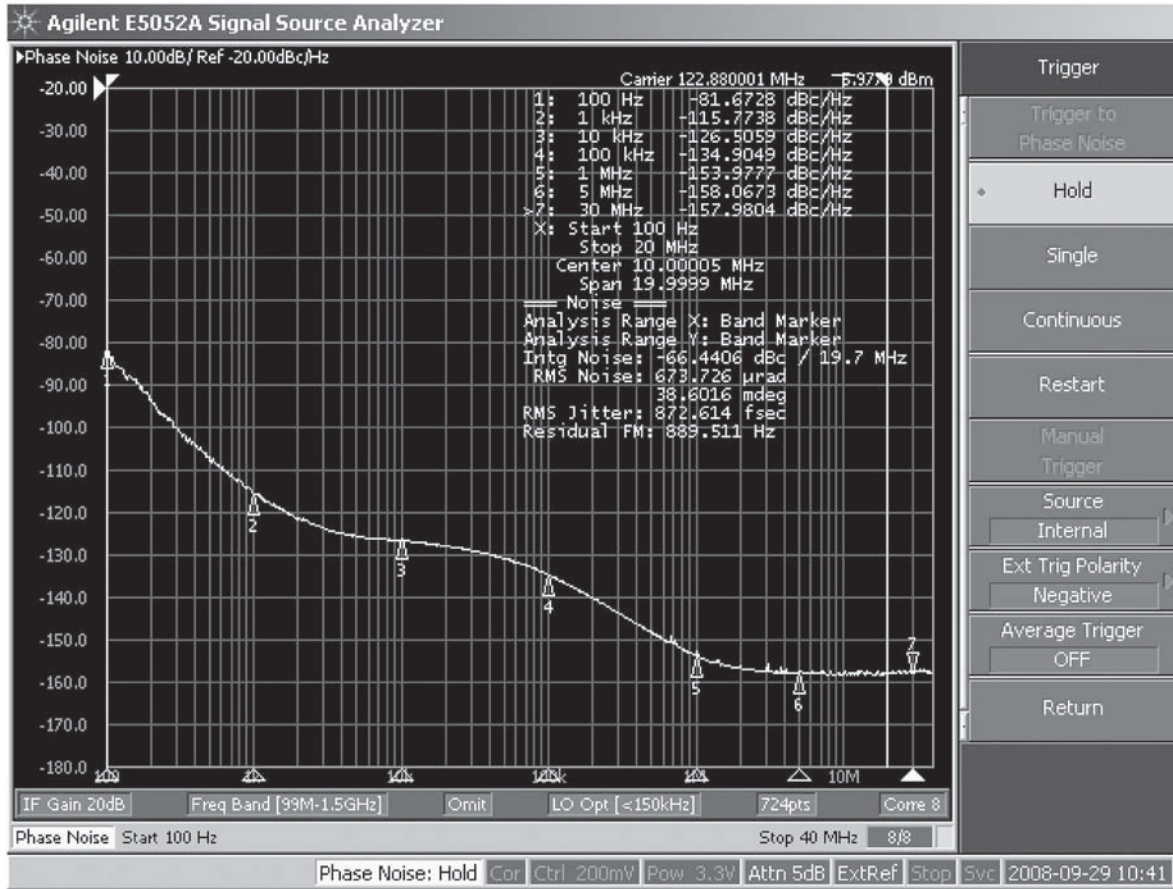 Agilent E5052A Signal Source Analyzer
Phase Noise 10.00dB/ Ref -20.00dBc/Hz
Carrier 122.880001 MHz dBm
1: 100 Hz -81.6728 dBc/Hz
2: 1 kHz -115.7738 dBc/Hz
3: 10 kHz -126.5059 dBc/Hz
4: 100 kHz -134.9049 dBc/Hz
5: 1 MHz -153.9777 dBc/Hz
6: 5 MHz -158.0673 dBc/Hz
>7: 30 MHz -157.9804 dBc/Hz
X: Start 100 Hz
Stop 20 MHz
Center 10.00005 MHz
Span 19.9999 MHz
Noise
Analysis Range X: Band Marker
Analysis Range Y: Band Marker
Intg Noise: -66.4406 dBc / 19.7 MHz
RMS Noise: 673.726 μrad
38.6016 mdeg
RMS Jitter: 872.614 fsec
Residual FM: 889.511 Hz
-20.00
-30.00
-40.00
-50.00
-60.00
-70.00
-80.00
-90.00
-100.0
-110.0
-120.0
-130.0
-140.0
-150.0
-160.0
-170.0
-180.0
1
2
3
4
5
6
7
10M
IF Gain 20dB
Freq Band [99M-1.5GHz]
Omit
LO Opt [<150kHz]
724pts
Corre 8
Phase Noise Start 100 Hz
Stop 40 MHz 8/8
Phase Noise: Hold Cor Ctrl 200mV Pow 3.3V Attn 5dB ExtRef Stop Svc 2008-09-29 10:41
Trigger
Trigger to
Phase Noise
Hold
Single
Continuous
Restart
Manual
Trigger
Source
Internal
Ext Trig Polarity
Negative
Average Trigger
OFF
Return